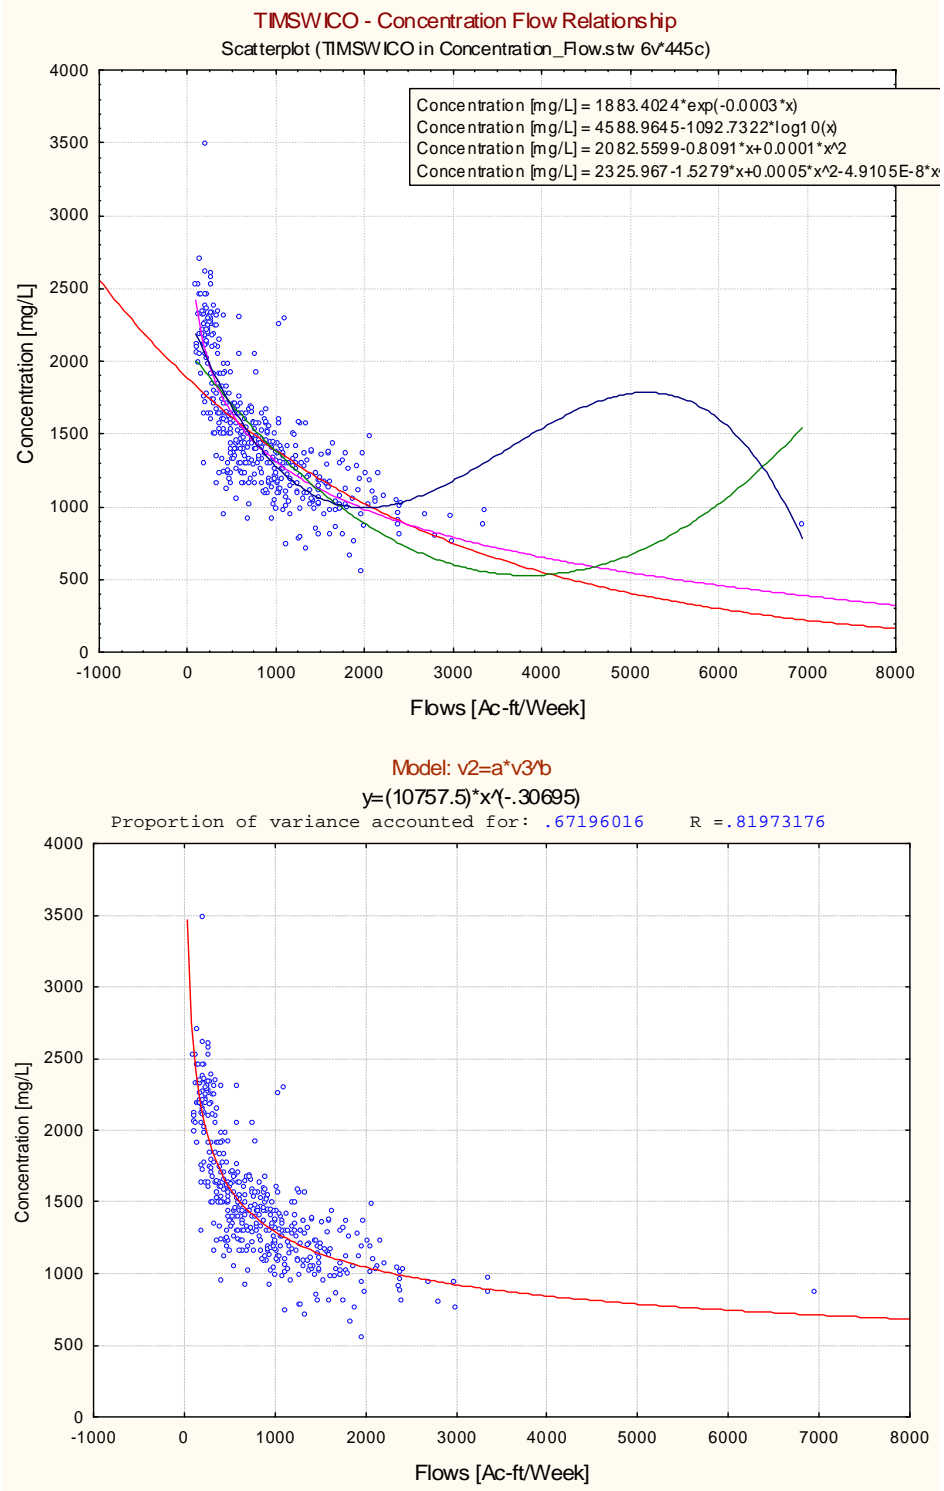 TIMSWICO - Concentration Flow Relationship
Scatterplot (TIMSWICO in Concentration_Flow.stw 6v*445c)
Concentration [mg/L] = 1883.4024*exp(-0.0003*x)
Concentration [mg/L] = 4588.9645-1092.7322*log10(x)
Concentration [mg/L] = 2082.5599-0.8091*x+0.0001*x^2
Concentration [mg/L] = 2325.967-1.5279*x+0.0005*x^2-4.9105E-8*x^
4000
3500
3000
2500
2000
1500
1000
500
0
Concentration [mg/L]
-1000 0 1000 2000 3000 4000 5000 6000 7000 8000
Flows [Ac-ft/Week]
Model: v2=a*v3^b
y=(10757.5)*x^(-.30695)
Proportion of variance accounted for: .67196016 R =.81973176
4000
3500
3000
2500
2000
1500
1000
500
0
Concentration [mg/L]
-1000 0 1000 2000 3000 4000 5000 6000 7000 8000
Flows [Ac-ft/Week]